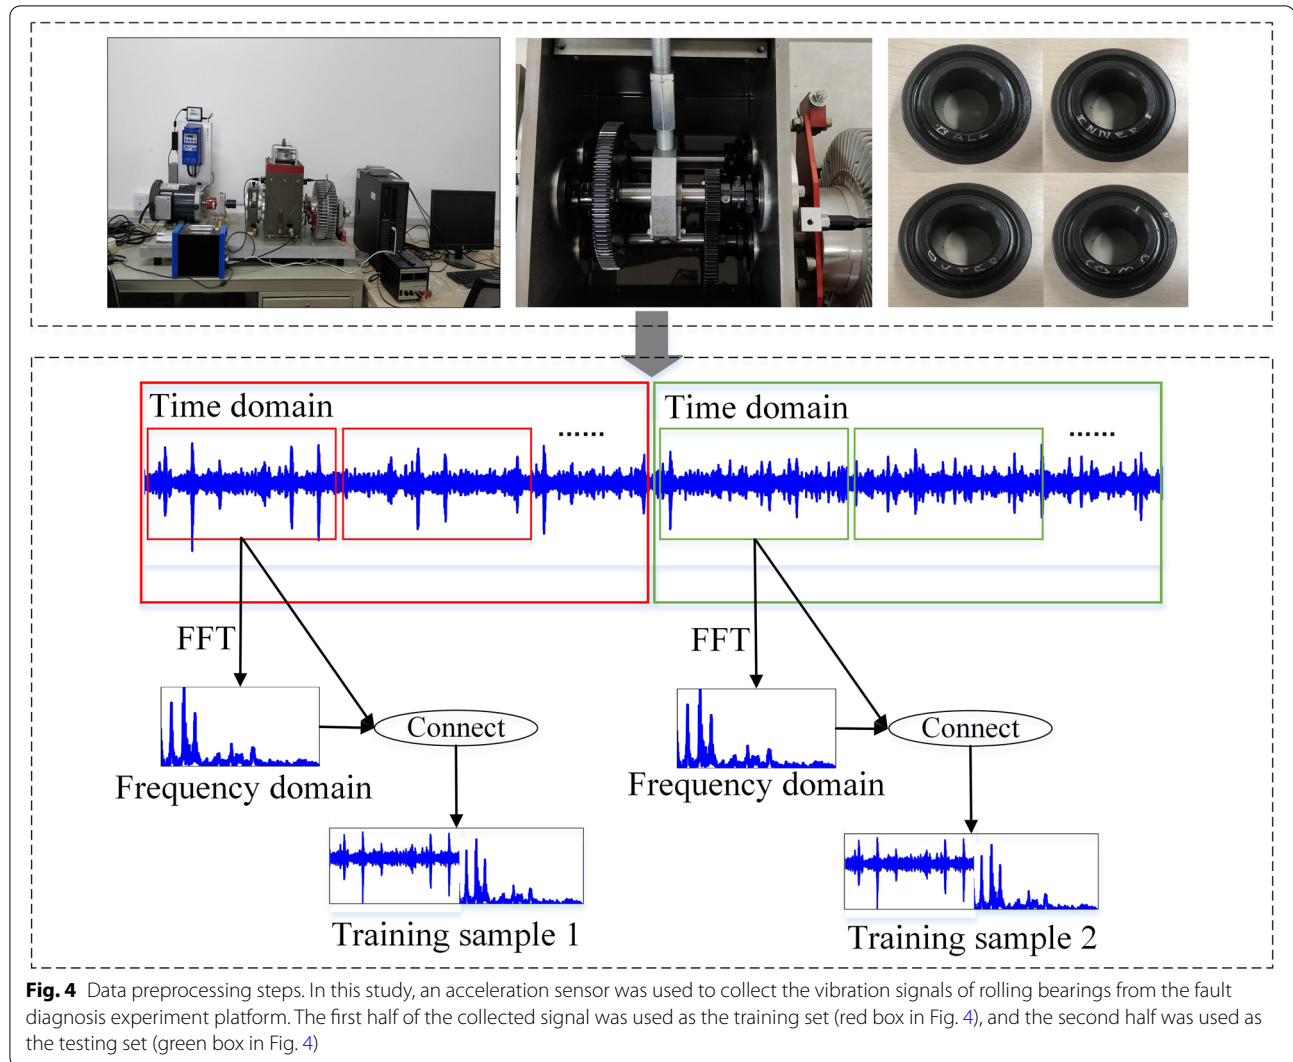 BALL
INNER
OUTER
COMB
Time domain
Time domain
......
......
FFT
FFT
Connect
Connect
Frequency domain
Frequency domain
Training sample 1
Training sample 2
Fig. 4 Data preprocessing steps. In this study, an acceleration sensor was used to collect the vibration signals of rolling bearings from the fault
diagnosis experiment platform. The first half of the collected signal was used as the training set (red box in Fig. 4), and the second half was used as
the testing set (green box in Fig. 4)